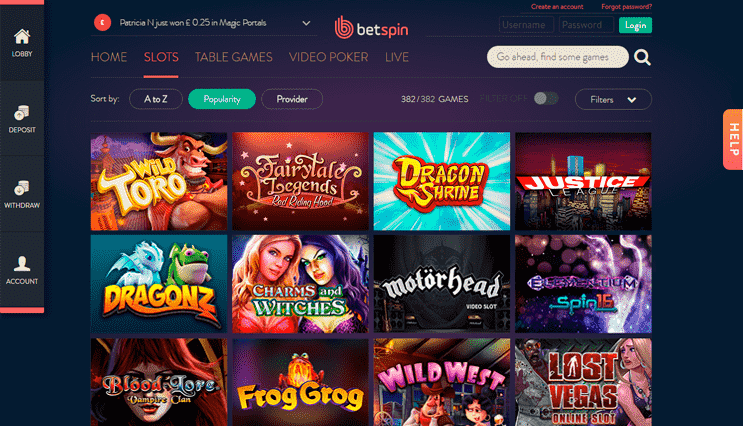 Create an account Forgot password?
£ Patricia N just won £ 0.25 in Magic Portals
betspin
Username Password Login
LOBBY
HOME SLOTS TABLE GAMES VIDEO POKER LIVE
Go ahead, find some games
Sort by: A to Z Popularity Provider
382/382 GAMES FILTER OFF Filters
DEPOSIT
WITHDRAW
ACCOUNT
HELP
WILD TORO
Fairytale Legends
Red Riding Hood
DRAGON SHRINE
JUSTICE LEAGUE
DRAGONZ
CHARMS and WITCHES
motörhead
VIDEO SLOT
ELEMENTIUM
Spin16
Blood Lore
Vampire Clan
Frog Grog
WILD WEST
LOST VEGAS
ONLINE SLOT